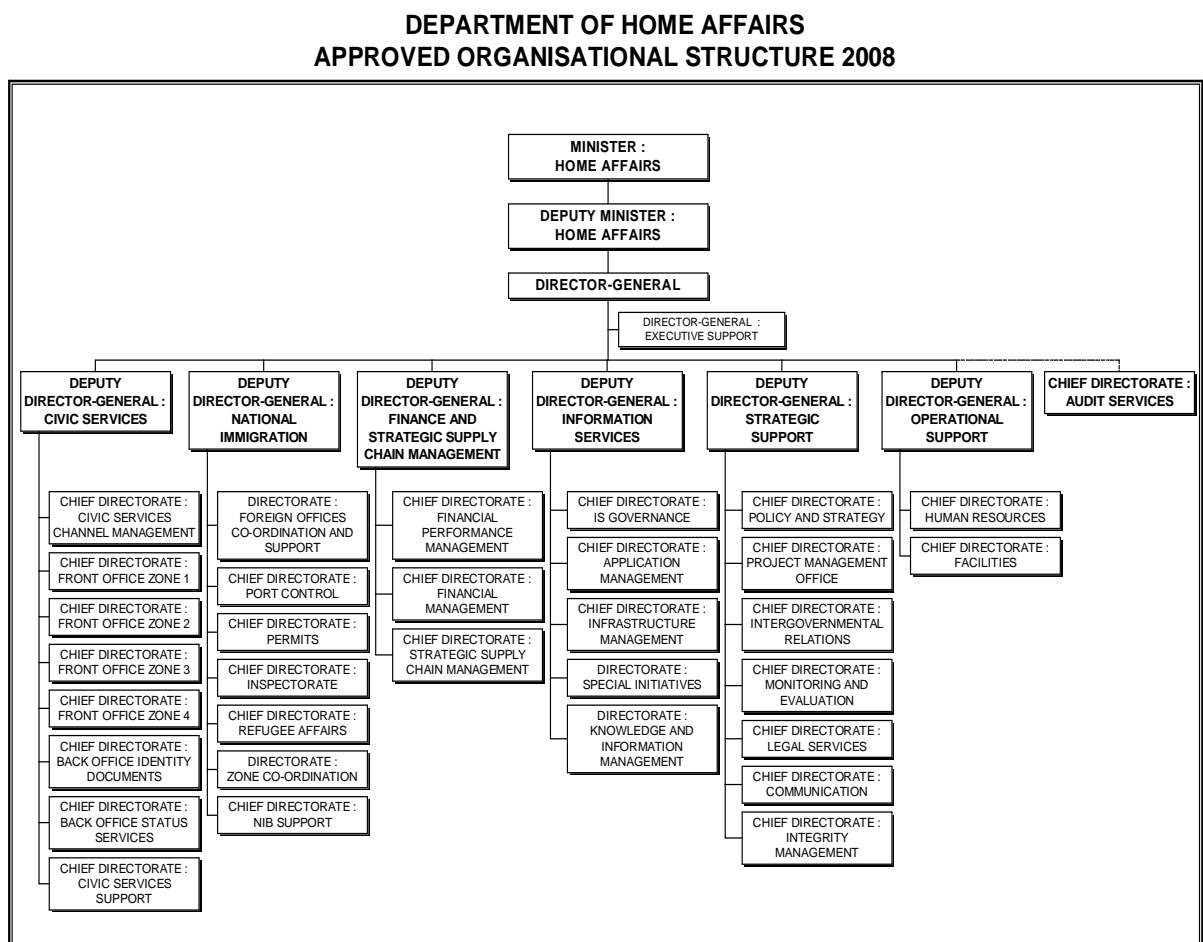 DEPARTMENT OF HOME AFFAIRS
APPROVED ORGANISATIONAL STRUCTURE 2008
MINISTER :
HOME AFFAIRS
DEPUTY MINISTER :
HOME AFFAIRS
DIRECTOR-GENERAL
DIRECTOR-GENERAL :
EXECUTIVE SUPPORT
DEPUTY
DIRECTOR-GENERAL :
CIVIC SERVICES
CHIEF DIRECTORATE :
CIVIC SERVICES
CHANNEL MANAGEMENT
CHIEF DIRECTORATE :
FRONT OFFICE ZONE 1
CHIEF DIRECTORATE :
FRONT OFFICE ZONE 2
CHIEF DIRECTORATE :
FRONT OFFICE ZONE 3
CHIEF DIRECTORATE :
FRONT OFFICE ZONE 4
CHIEF DIRECTORATE :
BACK OFFICE IDENTITY
DOCUMENTS
CHIEF DIRECTORATE :
BACK OFFICE STATUS
SERVICES
CHIEF DIRECTORATE :
CIVIC SERVICES
SUPPORT
DEPUTY
DIRECTOR-GENERAL :
NATIONAL
IMMIGRATION
DIRECTORATE :
FOREIGN OFFICES
CO-ORDINATION AND
SUPPORT
CHIEF DIRECTORATE :
PORT CONTROL
CHIEF DIRECTORATE :
PERMITS
CHIEF DIRECTORATE :
INSPECTORATE
CHIEF DIRECTORATE :
REFUGEE AFFAIRS
DIRECTORATE :
ZONE CO-ORDINATION
CHIEF DIRECTORATE :
NIB SUPPORT
DEPUTY
DIRECTOR-GENERAL :
FINANCE AND
STRATEGIC SUPPLY
CHAIN MANAGEMENT
CHIEF DIRECTORATE :
FINANCIAL
PERFORMANCE
MANAGEMENT
CHIEF DIRECTORATE :
FINANCIAL
MANAGEMENT
CHIEF DIRECTORATE :
STRATEGIC SUPPLY
CHAIN MANAGEMENT
DEPUTY
DIRECTOR-GENERAL :
INFORMATION
SERVICES
CHIEF DIRECTORATE :
IS GOVERNANCE
CHIEF DIRECTORATE :
APPLICATION
MANAGEMENT
CHIEF DIRECTORATE :
INFRASTRUCTURE
MANAGEMENT
DIRECTORATE :
SPECIAL INITIATIVES
DIRECTORATE :
KNOWLEDGE AND
INFORMATION
MANAGEMENT
DEPUTY
DIRECTOR-GENERAL :
STRATEGIC
SUPPORT
CHIEF DIRECTORATE :
POLICY AND STRATEGY
CHIEF DIRECTORATE :
PROJECT MANAGEMENT
OFFICE
CHIEF DIRECTORATE :
INTERGOVERNMENTAL
RELATIONS
CHIEF DIRECTORATE :
MONITORING AND
EVALUATION
CHIEF DIRECTORATE :
LEGAL SERVICES
CHIEF DIRECTORATE :
COMMUNICATION
CHIEF DIRECTORATE :
INTEGRITY
MANAGEMENT
DEPUTY
DIRECTOR-GENERAL :
OPERATIONAL
SUPPORT
CHIEF DIRECTORATE :
HUMAN RESOURCES
CHIEF DIRECTORATE :
FACILITIES
CHIEF DIRECTORATE :
AUDIT SERVICES